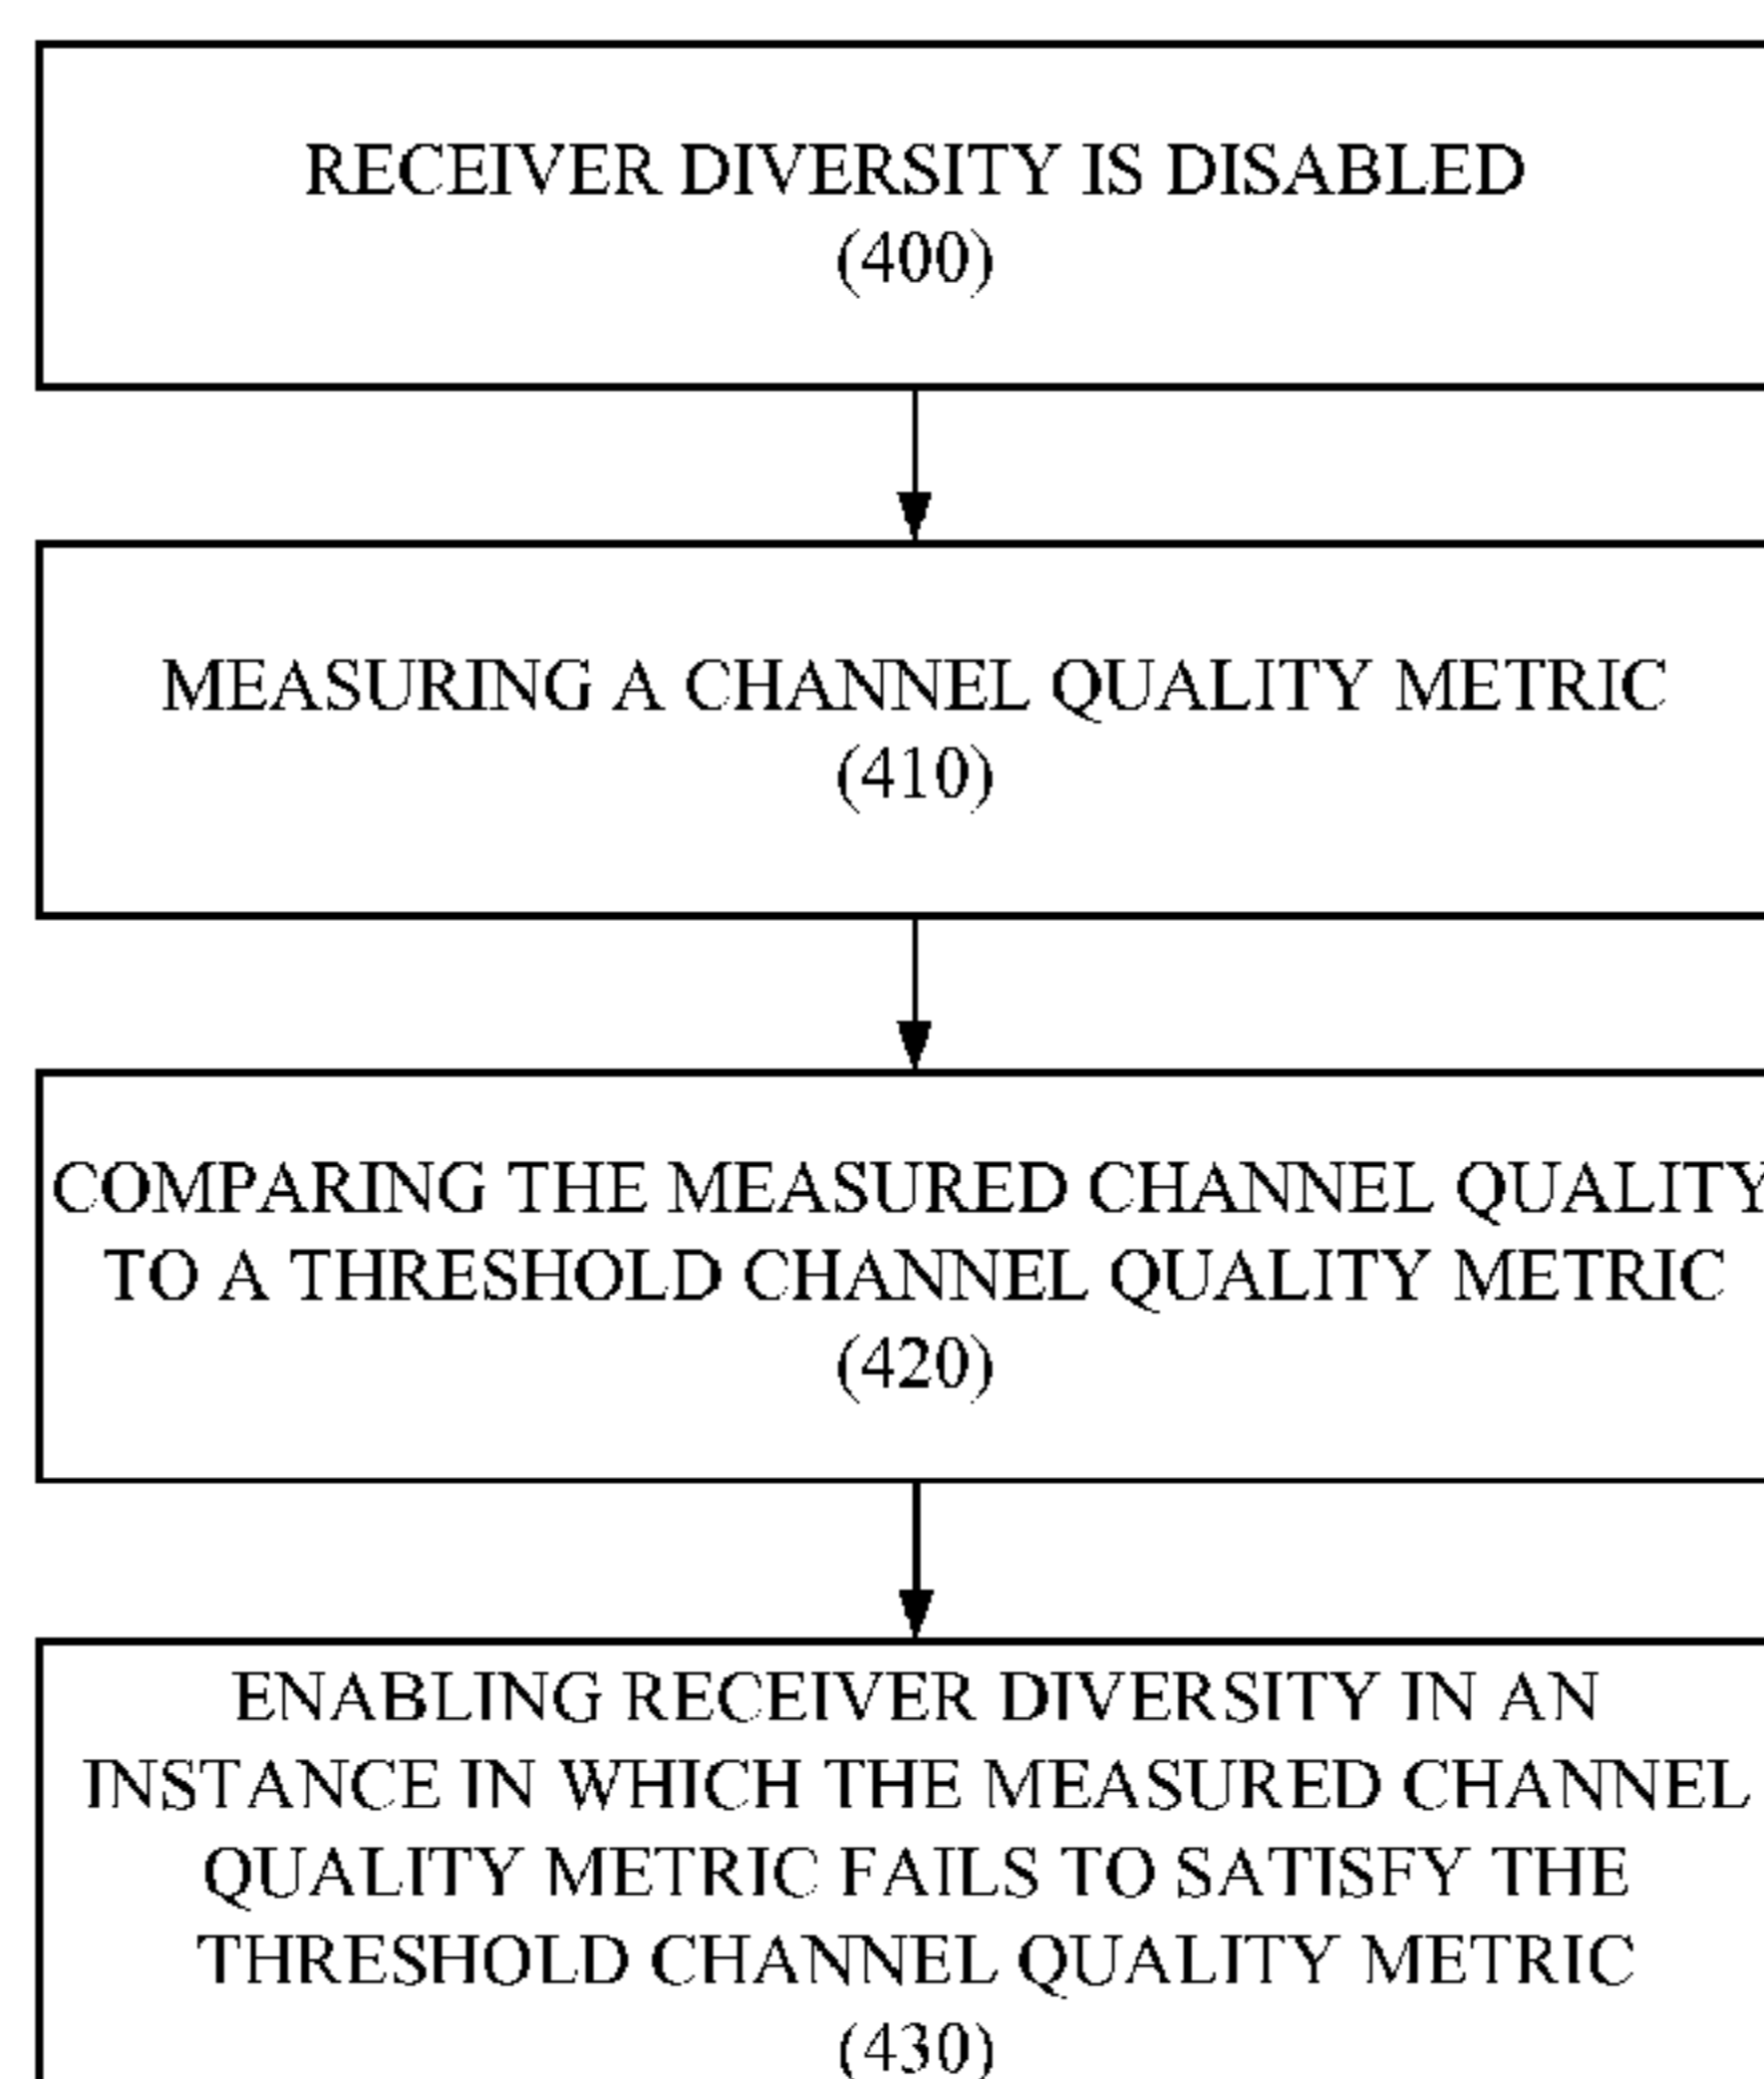 RECEIVER DIVERSITY IS DISABLED
(400)
MEASURING A CHANNEL QUALITY METRIC
(410)
COMPARING THE MEASURED CHANNEL QUALITY
TO A THRESHOLD CHANNEL QUALITY METRIC
(420)
ENABLING RECEIVER DIVERSITY IN AN
INSTANCE IN WHICH THE MEASURED CHANNEL
QUALITY METRIC FAILS TO SATISFY THE
THRESHOLD CHANNEL QUALITY METRIC
(430)